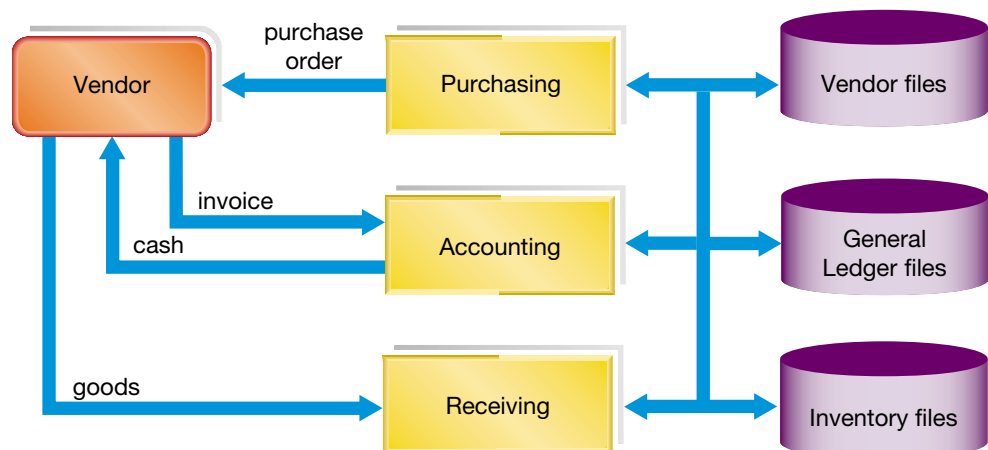 purchase
order
Vendor
Purchasing
Vendor files
invoice
cash
Accounting
General
Ledger files
goods
Receiving
Inventory files